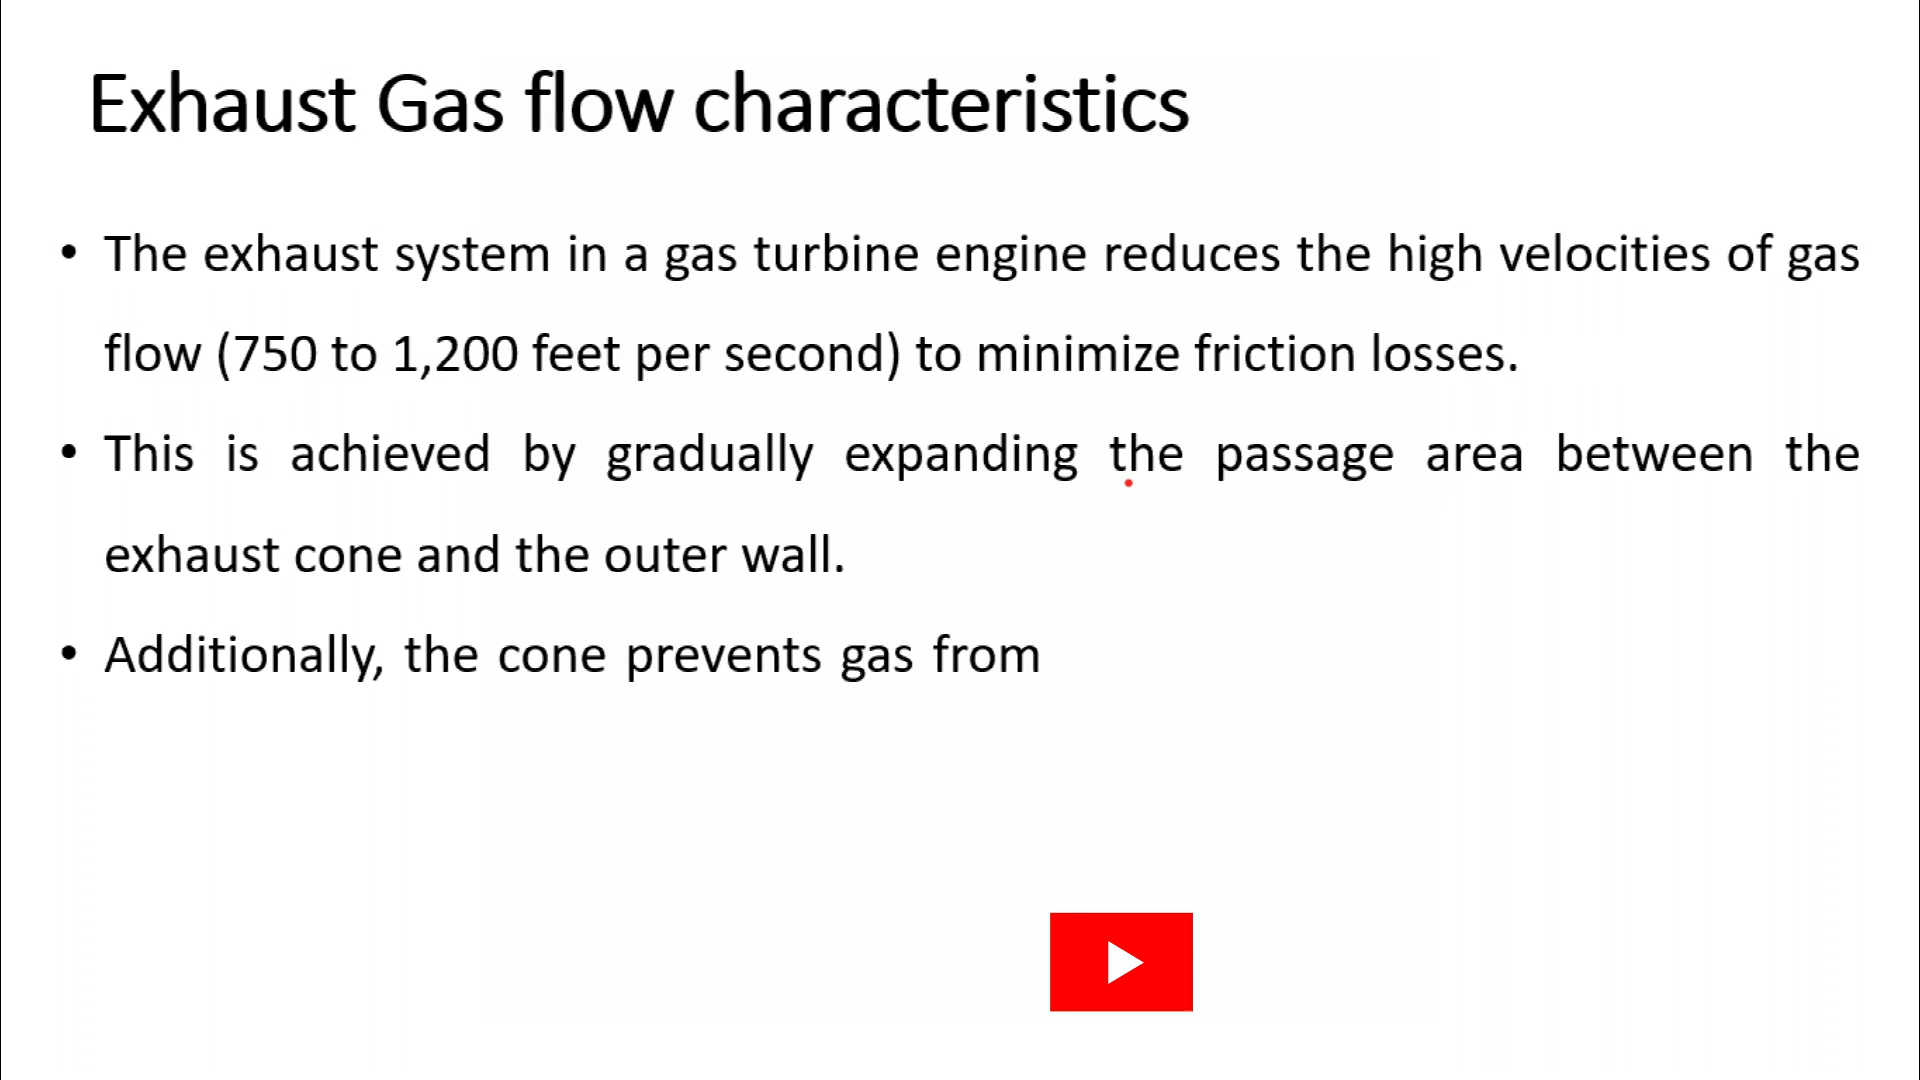 Exhaust Gas flow characteristics
• The exhaust system in a gas turbine engine reduces the high velocities of gas
flow (750 to 1,200 feet per second) to minimize friction losses.
• This is achieved by gradually expanding the passage area between the
exhaust cone and the outer wall.
• Additionally, the cone prevents gas from